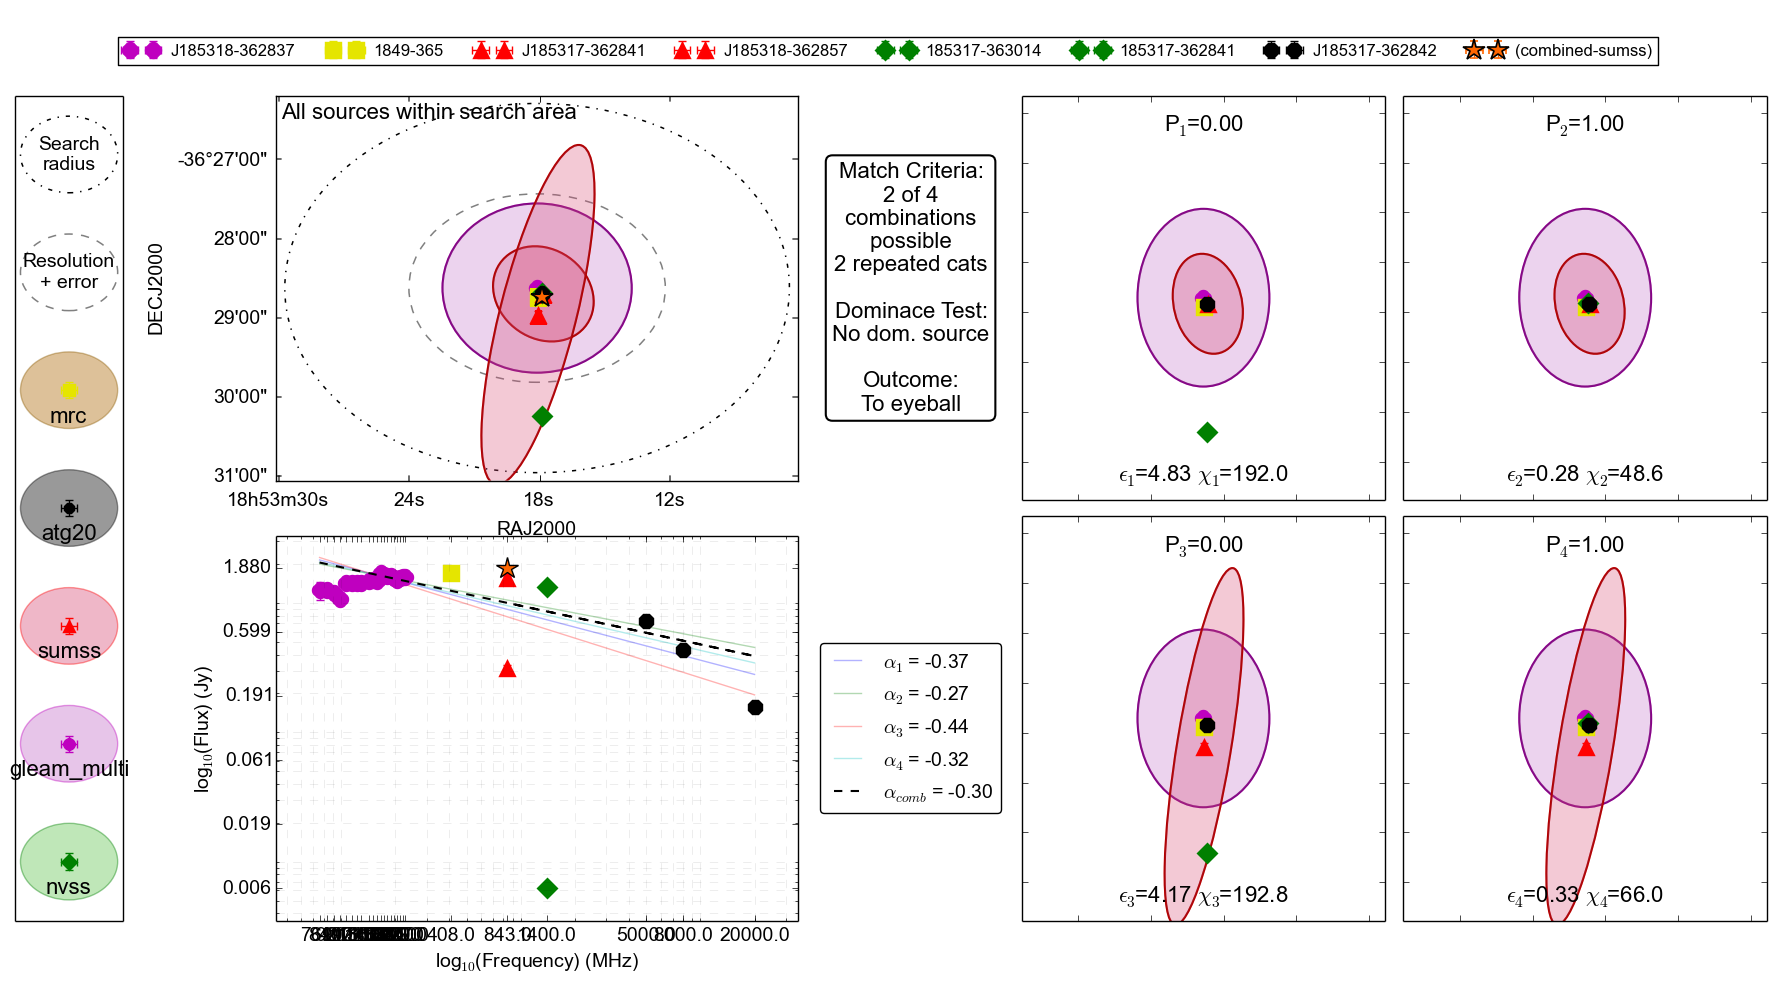 J185318-362837 1849-365 J185317-362841 J185318-362857 185317-363014 185317-362841 J185317-362842 (combined-sumss)
Search
radius
Resolution
+ error
mrc
atg20
sumss
gleam_multi
nvss
All sources within search area
DECJ2000
-36°27'00"
28'00"
29'00"
30'00"
31'00"
18h53m30s 24s 18s 12s
RAJ2000
Match Criteria:
2 of 4
combinations
possible
2 repeated cats
Dominace Test:
No dom. source
Outcome:
To eyeball
P1=0.00
ϵ1=4.83 χ1=192.0
P2=1.00
ϵ2=0.28 χ2=48.6
P3=0.00
ϵ3=4.17 χ3=192.8
P4=1.00
ϵ4=0.33 χ4=66.0
log10(Flux) (Jy)
1.880
0.599
0.191
0.061
0.019
0.006
408.0 843.0 1400.0 5000.0 8000.0 20000.0
log10(Frequency) (MHz)
α1 = -0.37
α2 = -0.27
α3 = -0.44
α4 = -0.32
αcomb = -0.30